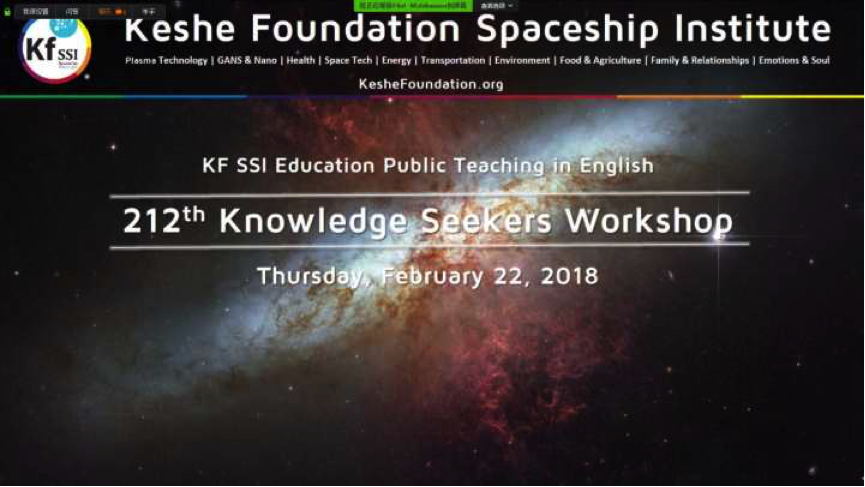 Keshe Foundation Spaceship Institute
Kf SSI
Plasma Technology | GANS & Nano | Health | Space Tech | Energy | Transportation | Environment | Food & Agriculture | Family & Relationships | Emotions & Soul
KesheFoundation.org
KF SSI Education Public Teaching in English
212th Knowledge Seekers Workshop
Thursday, February 22, 2018